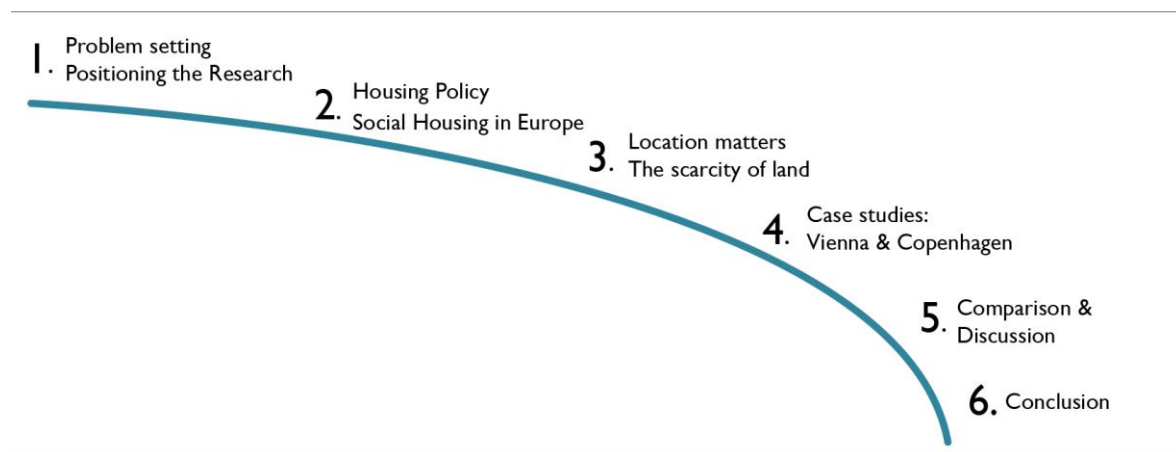 1. Problem setting
Positioning the Research
2. Housing Policy
Social Housing in Europe
3. Location matters
The scarcity of land
4. Case studies:
Vienna & Copenhagen
5. Comparison &
Discussion
6. Conclusion